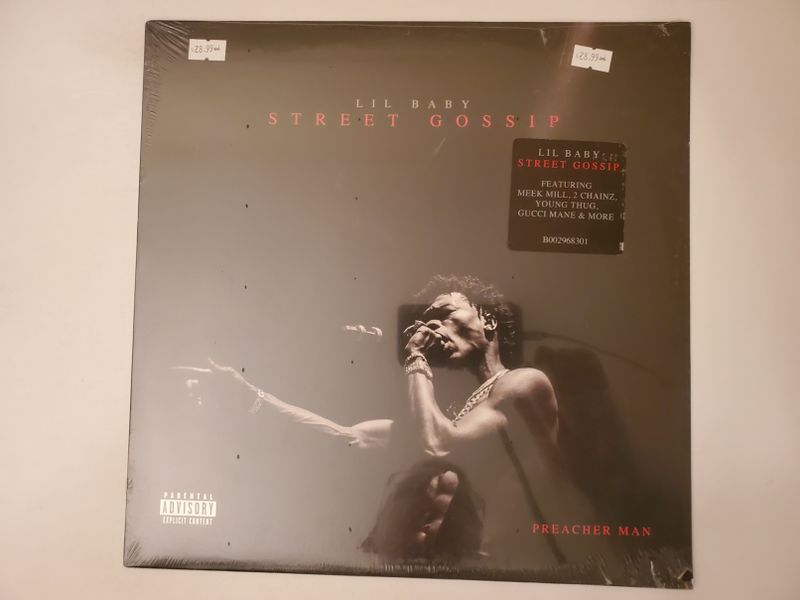 28.99
28.99
LIL BABY
STREET GOSSIP
LIL BABY
STREET GOSSIP
FEATURING
MEEK MILL, 2 CHAINZ,
YOUNG THUG,
GUCCI MANE & MORE
B002968301
PARENTAL
ADVISORY
EXPLICIT CONTENT
PREACHER MAN